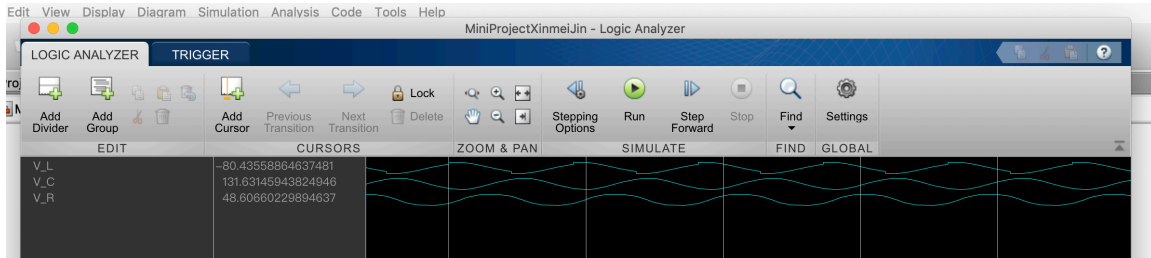 Edit View Display Diagram Simulation Analysis Code Tools Help
MiniProjectXinmeiJin - Logic Analyzer
LOGIC ANALYZER TRIGGER
?
Add Divider
Add Group
Add Cursor
Previous Transition
Next Transition
Lock
Delete
Stepping Options
Run
Step Forward
Stop
Find
Settings
EDIT CURSORS ZOOM & PAN SIMULATE FIND GLOBAL
V_L -80.43558864637481
V_C 131.63145943824946
V_R 48.60660229894637